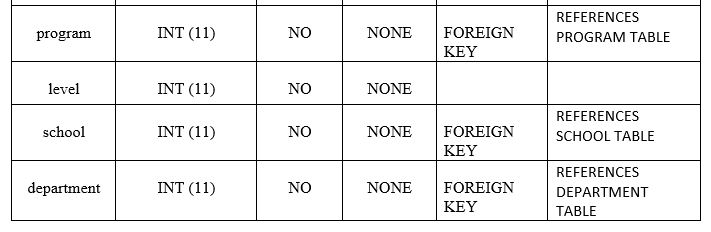 program INT (11) NO NONE FOREIGN KEY REFERENCES PROGRAM TABLE
level INT (11) NO NONE
school INT (11) NO NONE FOREIGN KEY REFERENCES SCHOOL TABLE
department INT (11) NO NONE FOREIGN KEY REFERENCES DEPARTMENT TABLE